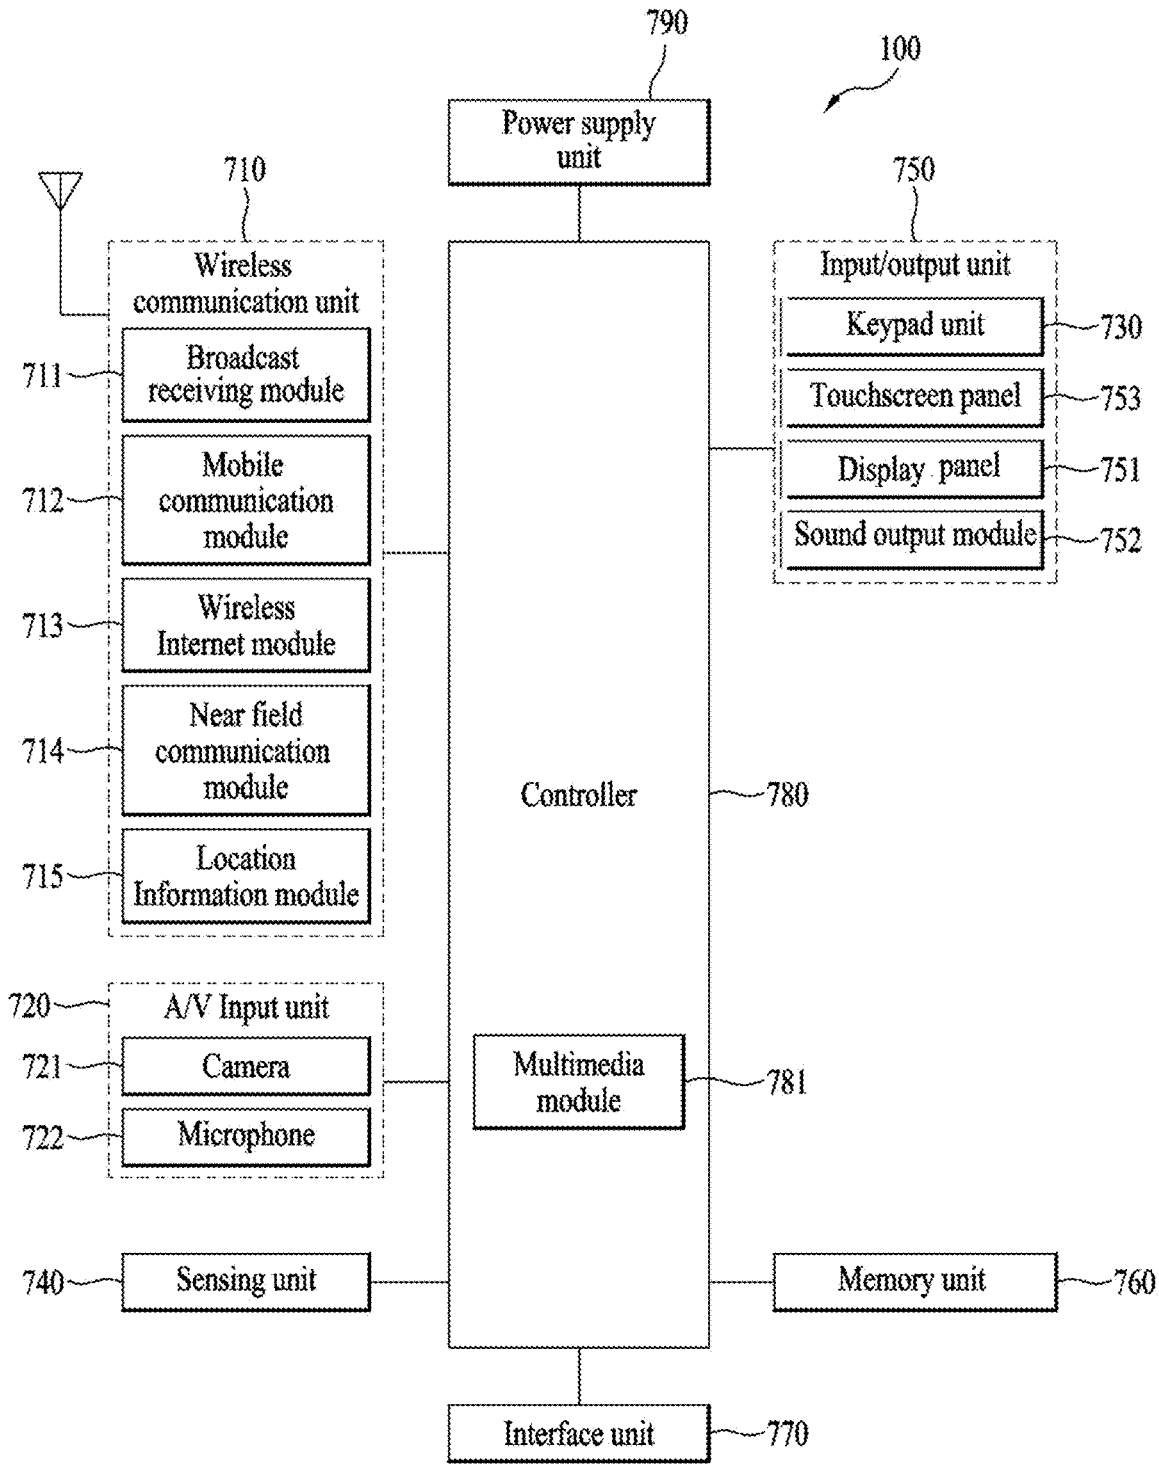 790
100
Power supply
unit
710
750
Wireless
communication unit
Input/output unit
Keypad unit
730
711
Broadcast
receiving module
Touchscreen panel
753
712
Mobile
communication
module
Display panel
751
Sound output module
752
713
Wireless
Internet module
714
Near field
communication
module
Controller
780
715
Location
Information module
720
A/V Input unit
721
Camera
Multimedia
module
781
722
Microphone
740
Sensing unit
Memory unit
760
Interface unit
770